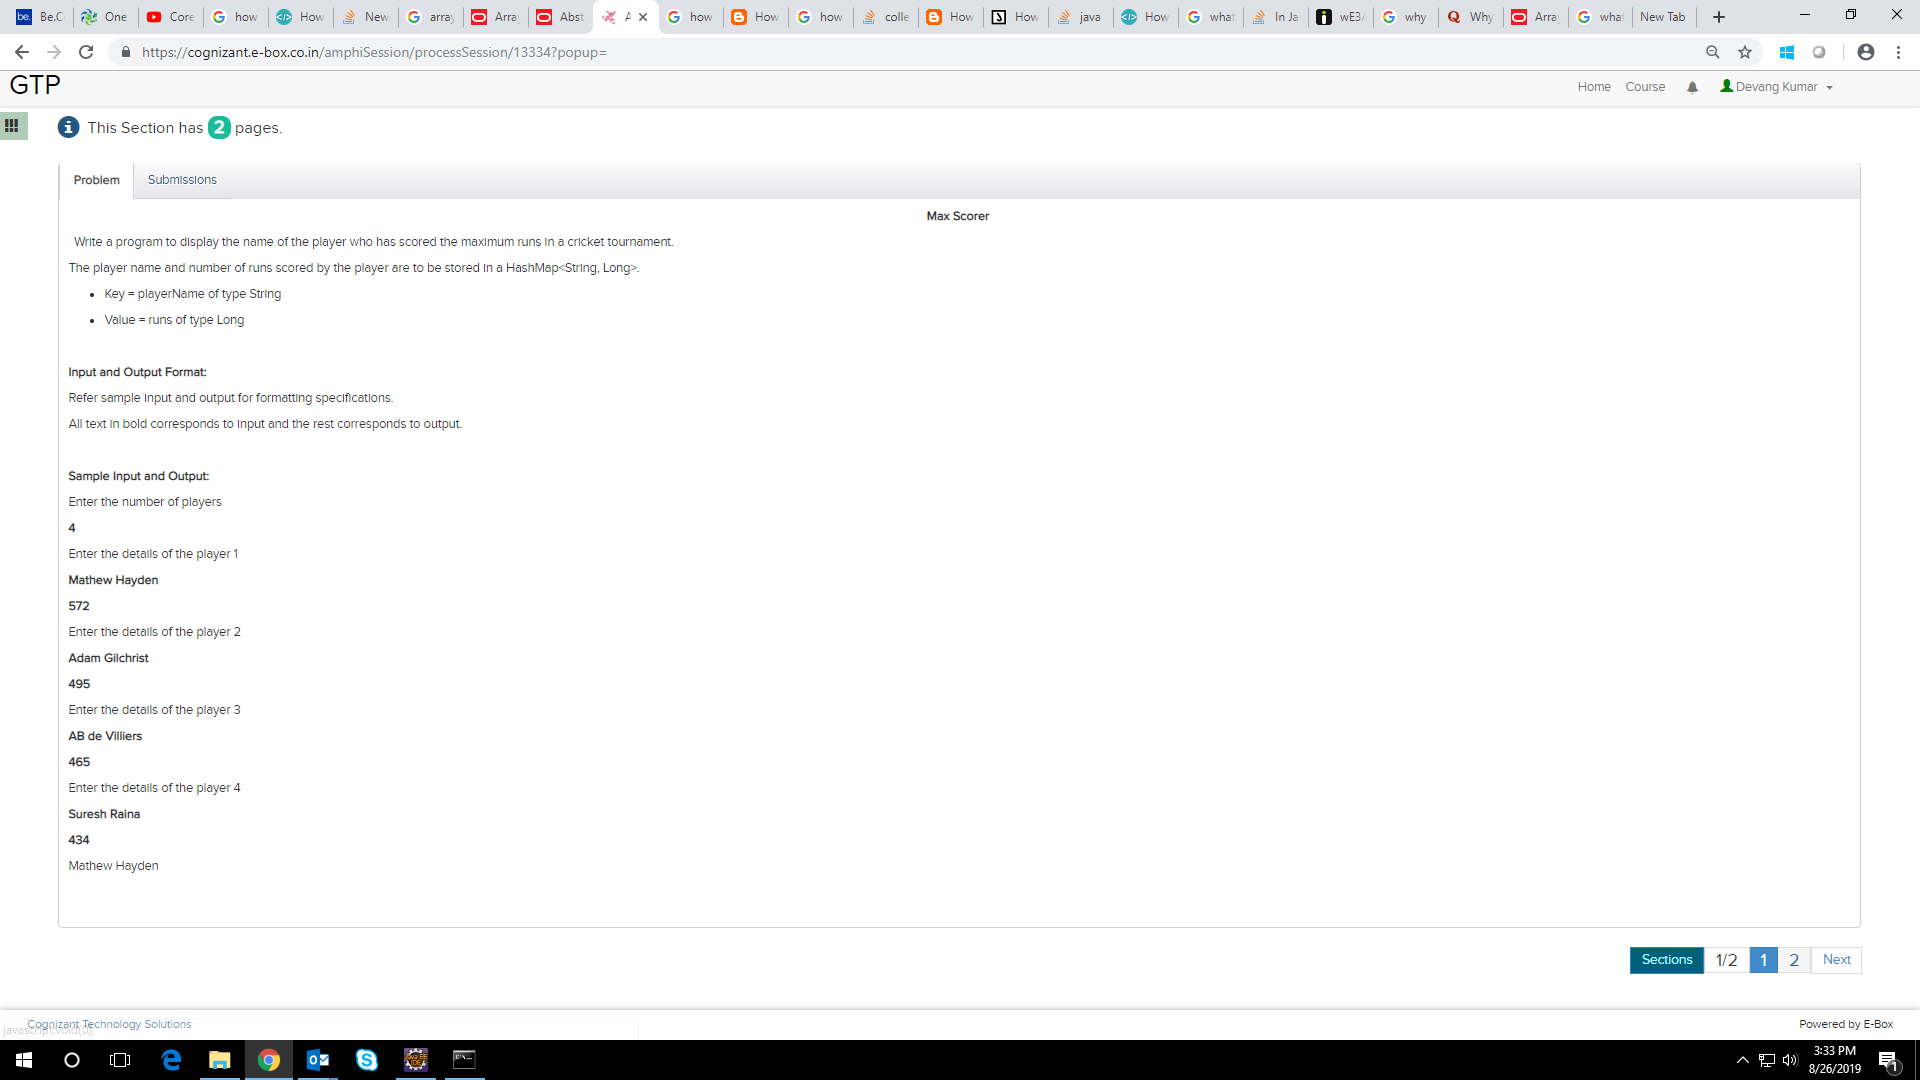 be. Be.C One Core how How New array Array Abst A how How how colle How How java How what In Ja wE3/ why Q Why Array what New Tab
https://cognizant.e-box.co.in/amphiSession/processSession/13334?popup=
GTP Home Course Devang Kumar
This Section has 2 pages.
Problem Submissions
Max Scorer
Write a program to display the name of the player who has scored the maximum runs in a cricket tournament.
The player name and number of runs scored by the player are to be stored in a HashMap<String, Long>.
• Key = playerName of type String
• Value = runs of type Long
Input and Output Format:
Refer sample input and output for formatting specifications.
All text in bold corresponds to input and the rest corresponds to output.
Sample Input and Output:
Enter the number of players
4
Enter the details of the player 1
Mathew Hayden
572
Enter the details of the player 2
Adam Gilchrist
495
Enter the details of the player 3
AB de Villiers
465
Enter the details of the player 4
Suresh Raina
434
Mathew Hayden
Sections 1/2 1 2 Next
Cognizant Technology Solutions Powered by E-Box
javascript:void(0);
3:33 PM
8/26/2019
1